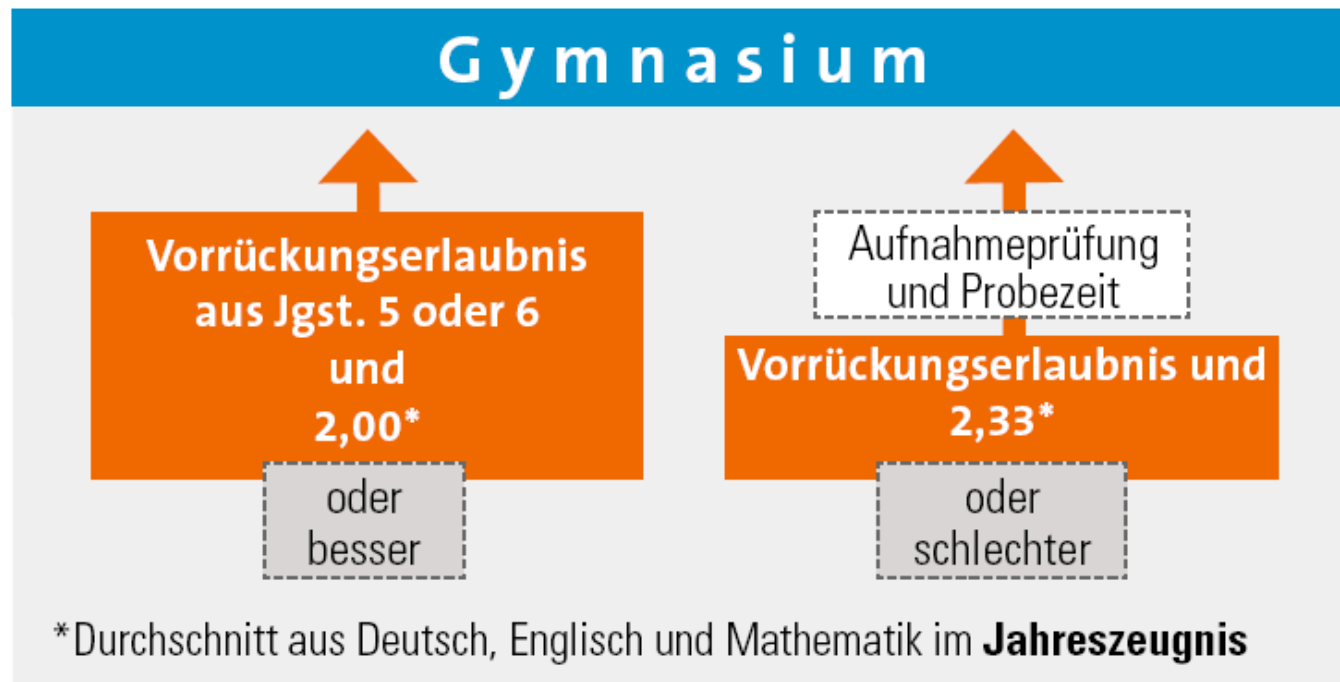 Gymnasium
Vorrückungserlaubnis
aus Jgst. 5 oder 6
und
2,00*
oder
besser
Aufnahmeprüfung
und Probezeit
Vorrückungserlaubnis und
2,33*
oder
schlechter
*Durchschnitt aus Deutsch, Englisch und Mathematik im Jahreszeugnis